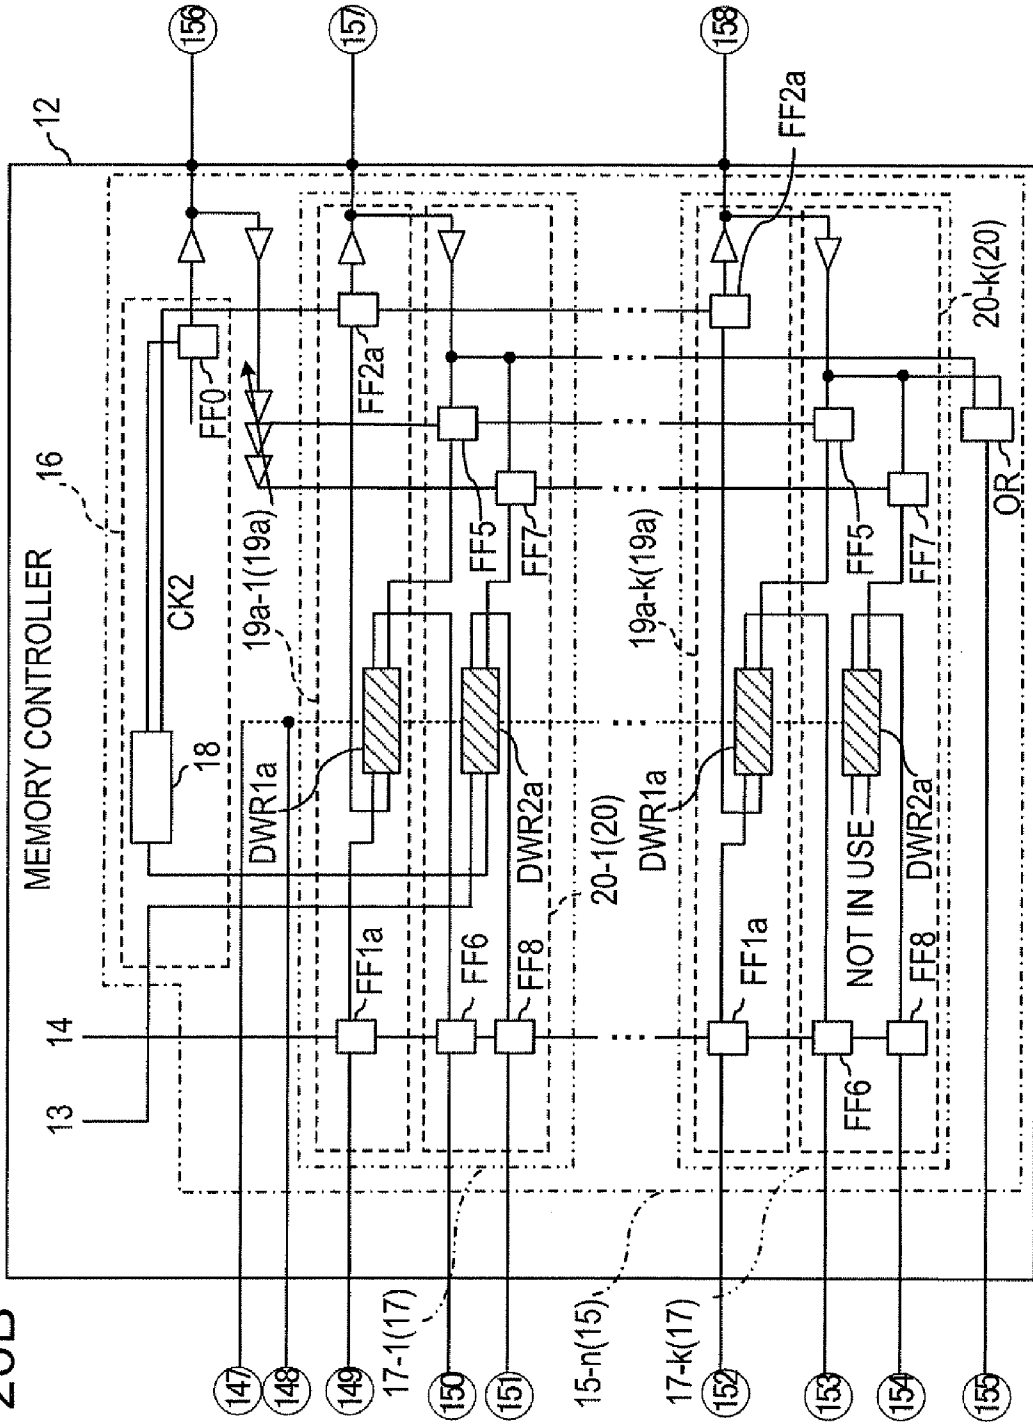 MEMORY CONTROLLER
12
16
18
CK2
FF0
13
14
156
157
158
147
148
149
150
151
152
153
154
155
19a-1(19a)
DWR1a
FF1a
FF2a
FF5
FF6
FF7
FF8
DWR2a
20-1(20)
17-1(17)
15-n(15)
17-k(17)
19a-k(19a)
DWR1a
FF1a
FF2a
FF5
FF6
FF7
FF8
NOT IN USE
DWR2a
20-k(20)
OR